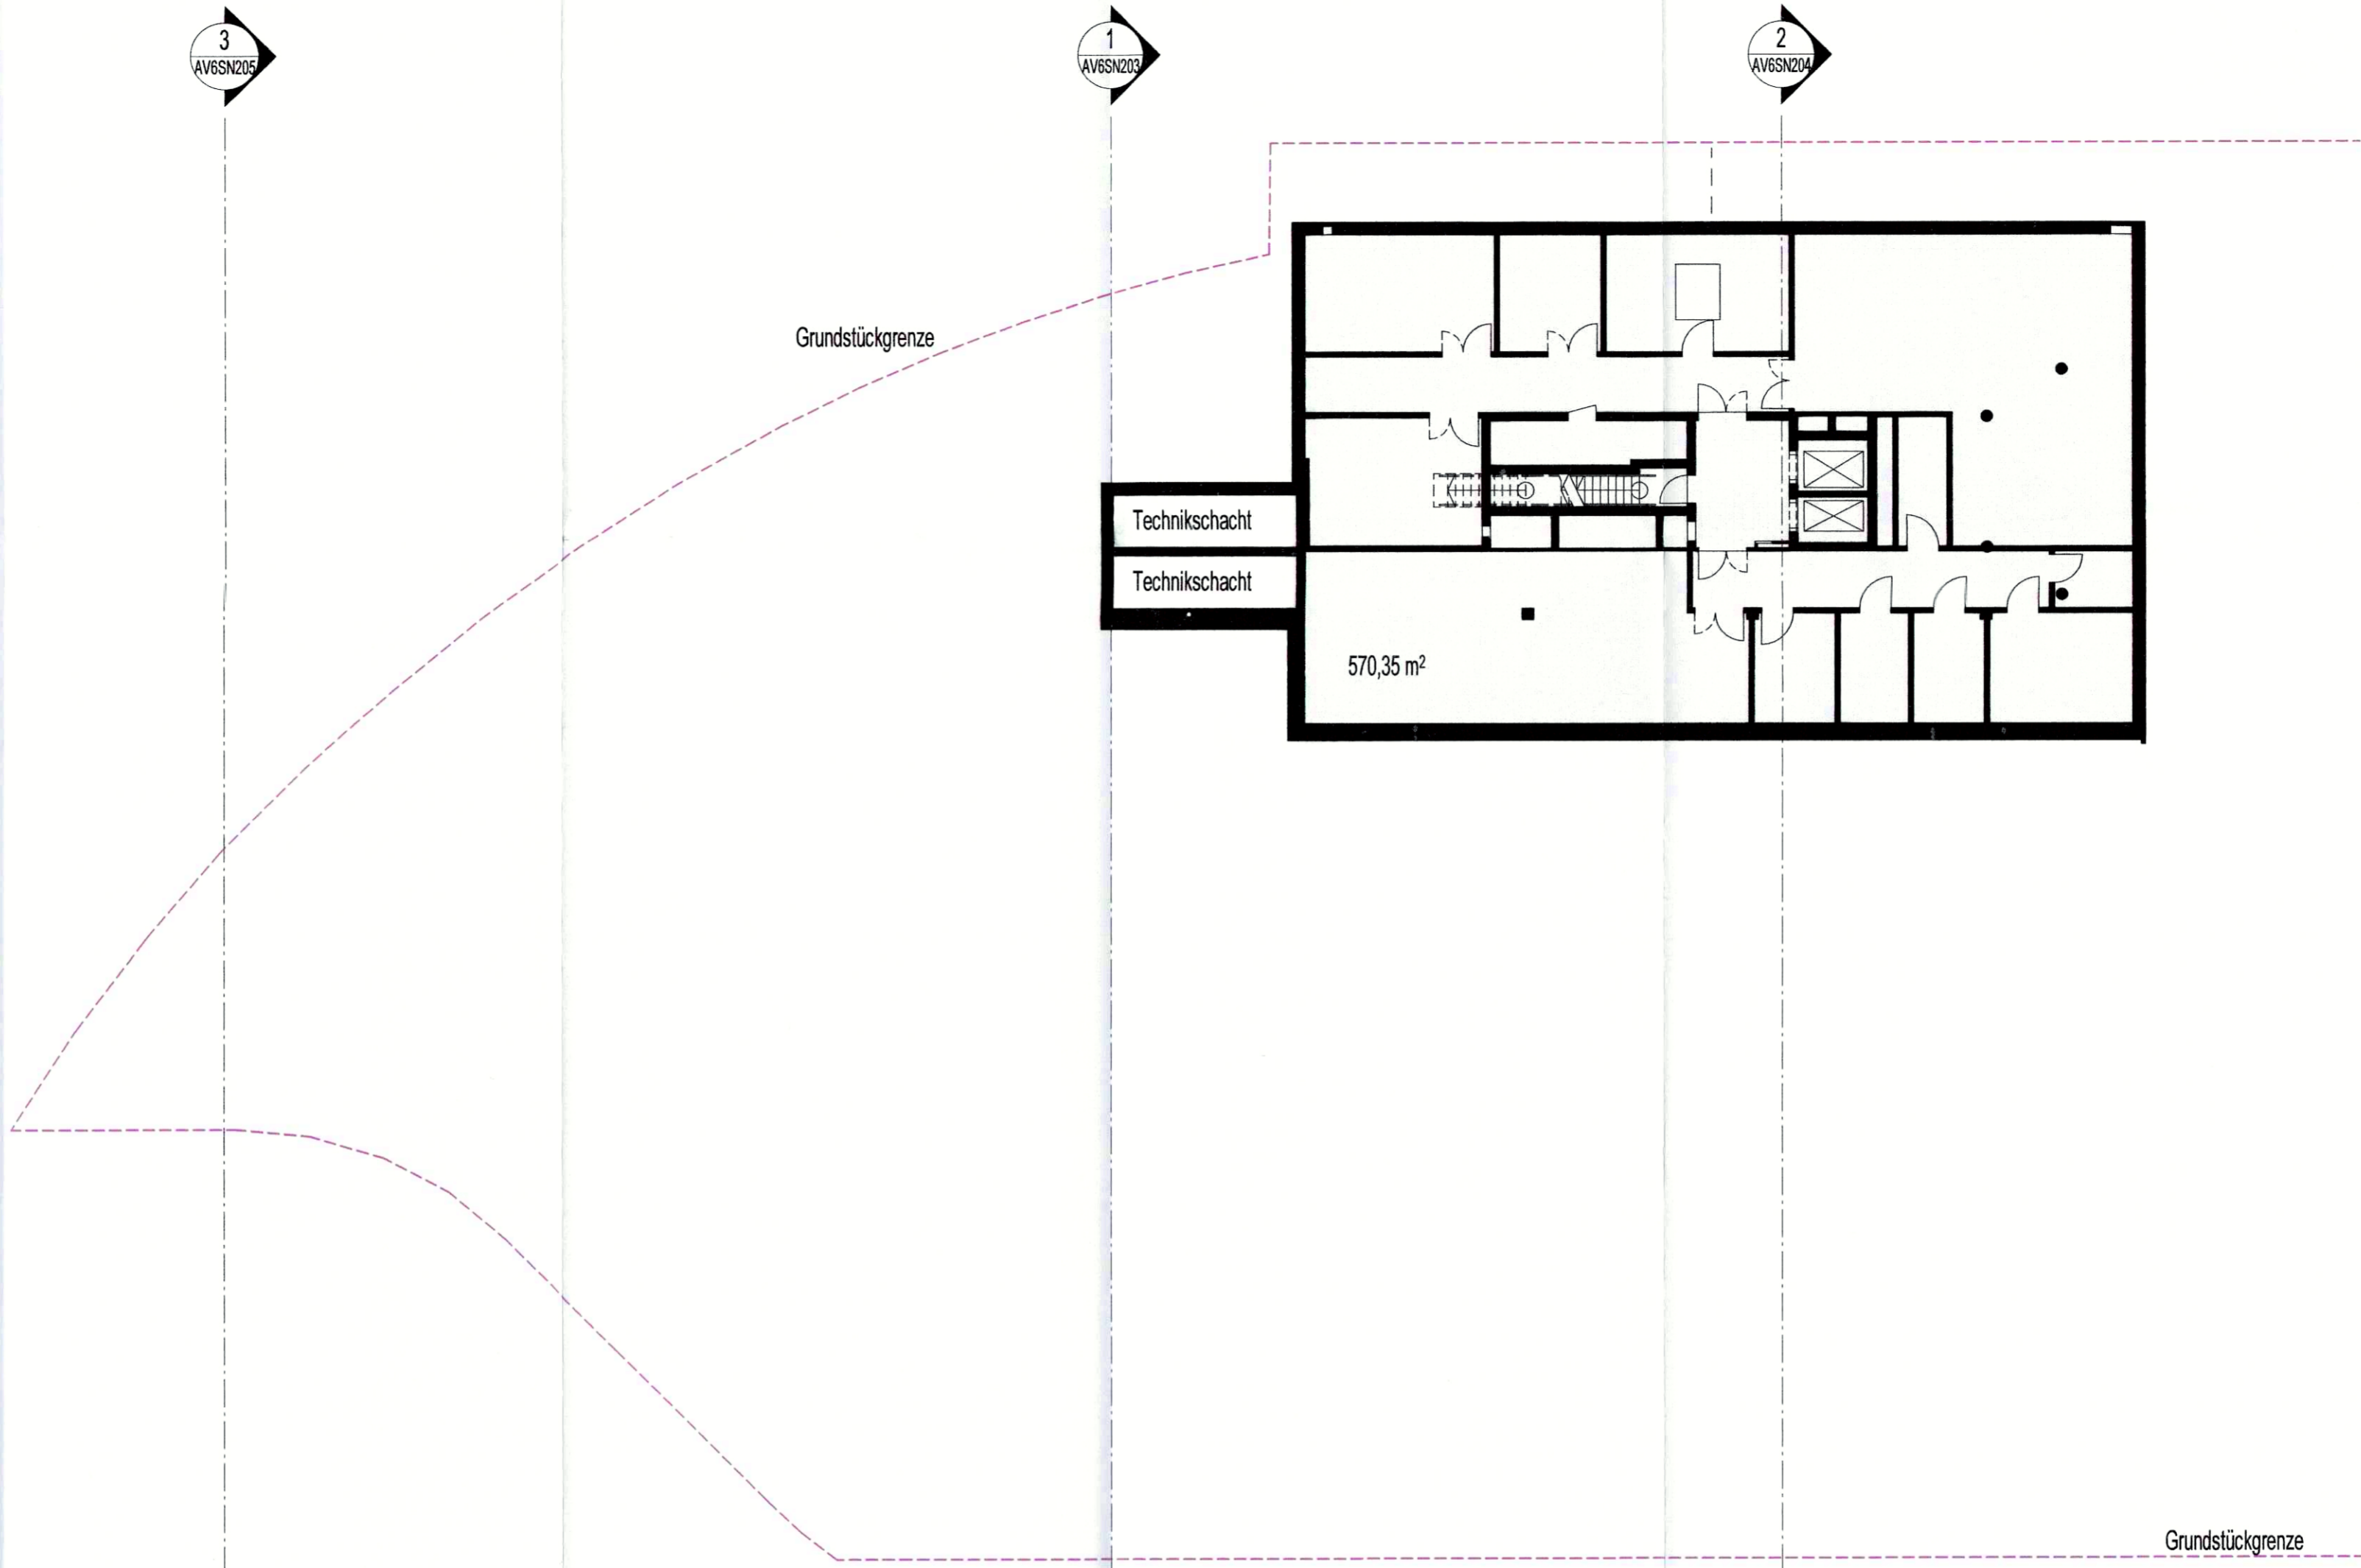 3
AV6SN205
1
AV6SN203
2
AV6SN204
Grundstückgrenze
Technikschacht
Technikschacht
570,35 m²
Grundstückgrenze